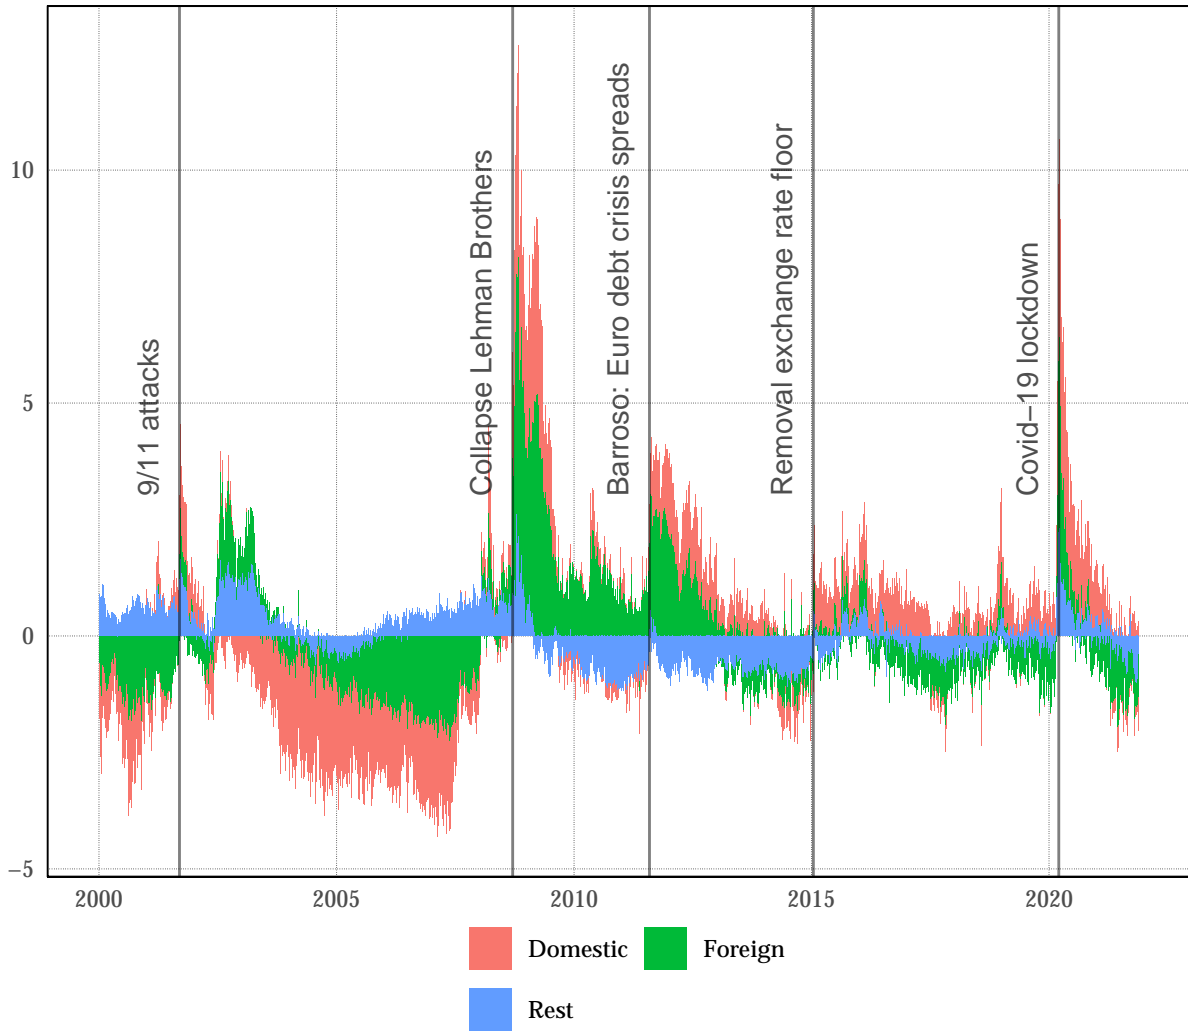 10
5
0
−5
9/11 attacks
Collapse Lehman Brothers
Barroso: Euro debt crisis spreads
Removal exchange rate floor
Covid−19 lockdown
2000
2005
2010
2015
2020
Domestic
Foreign
Rest